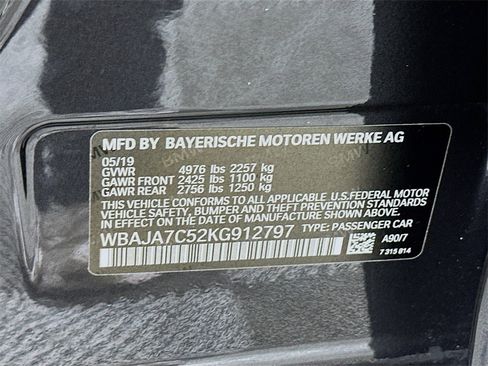 MFD BY BAYERISCHE MOTOREN WERKE AG
05/19
GVWR 4976 lbs 2257 kg
GAWR FRONT 2425 lbs 1100 kg
GAWR REAR 2756 lbs 1250 kg
THIS VEHICLE CONFORMS TO ALL APPLICABLE U.S.FEDERAL MOTOR
VEHICLE SAFETY, BUMPER, AND THEFT PREVENTION STANDARDS
IN EFFECT ON THE DATE OF MANUFACTURE SHOWN ABOVE.
WBAJA7C52KG912797 TYPE: PASSENGER CAR
A90/7
7 315 814